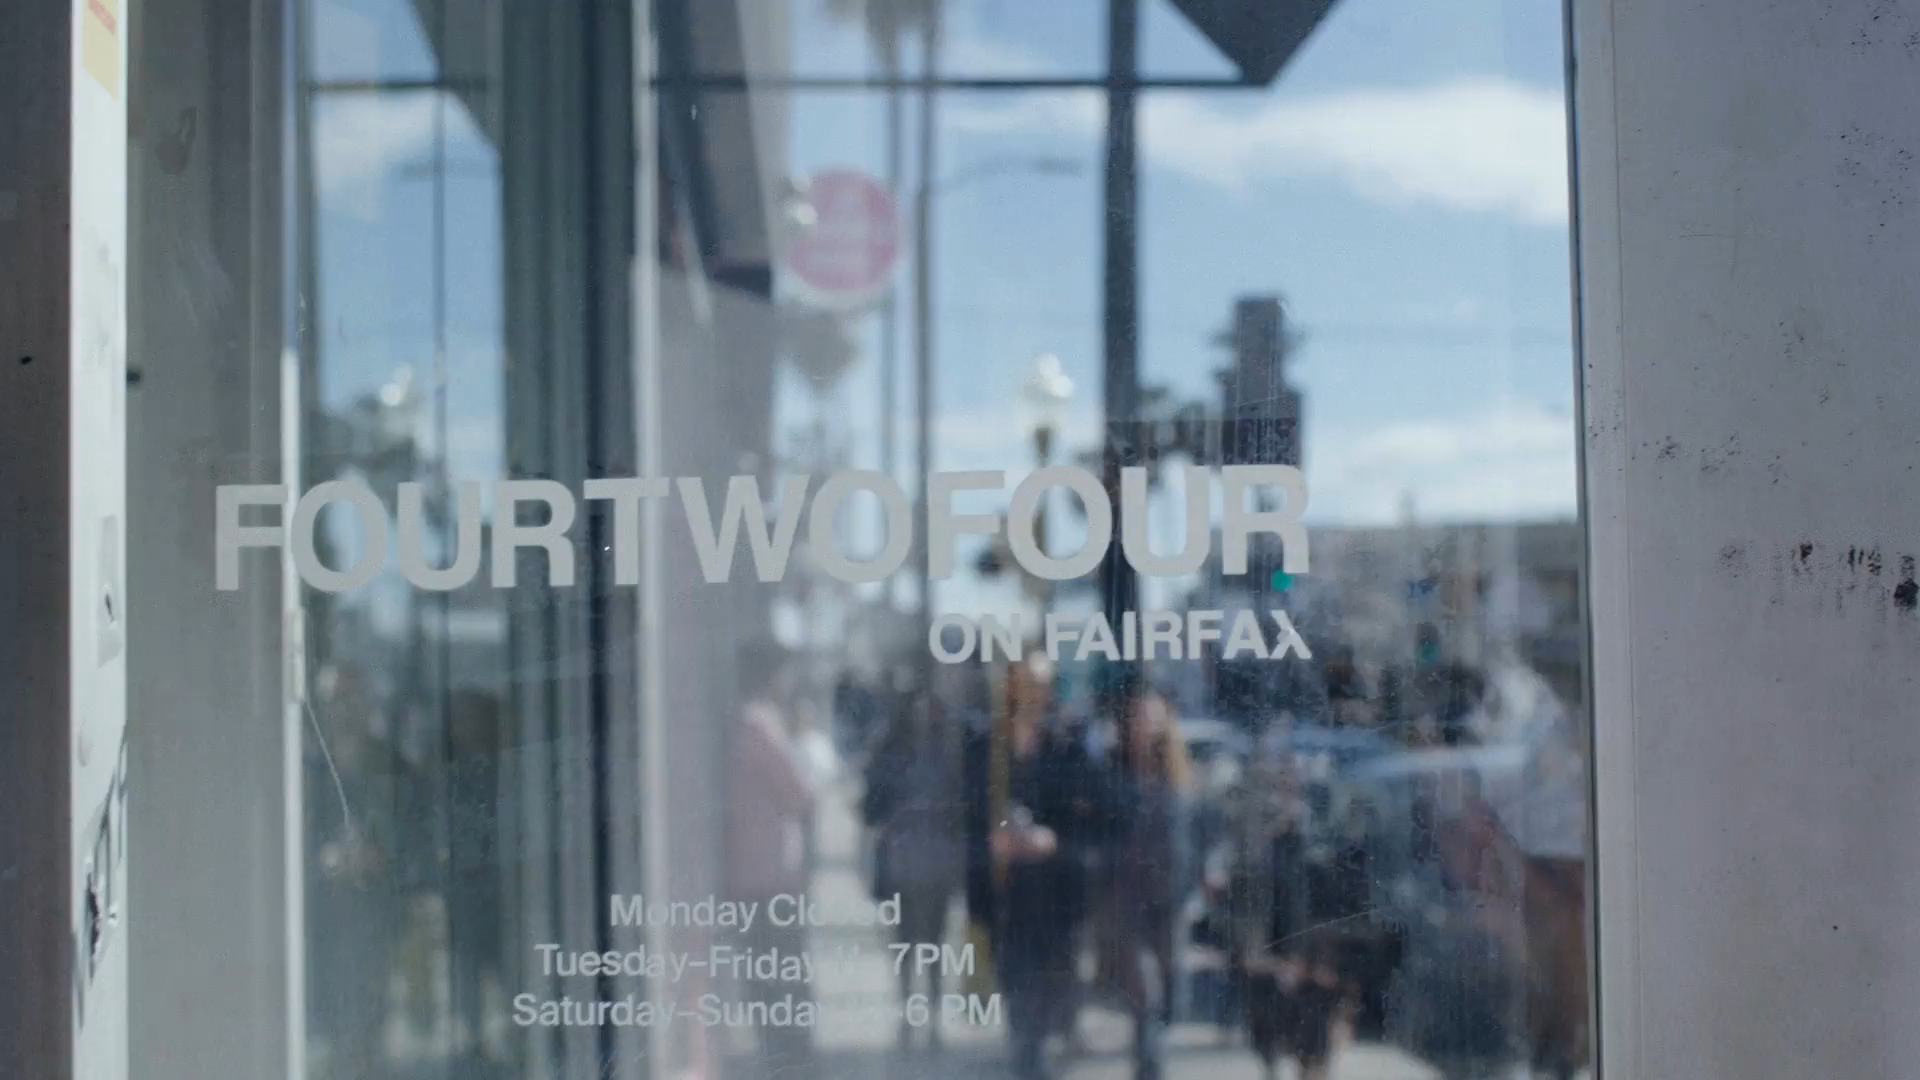 FOURTWOFOUR
ON FAIRFAX
Monday Closed
Tuesday–Friday 7PM
Saturday–Sunday -6 PM